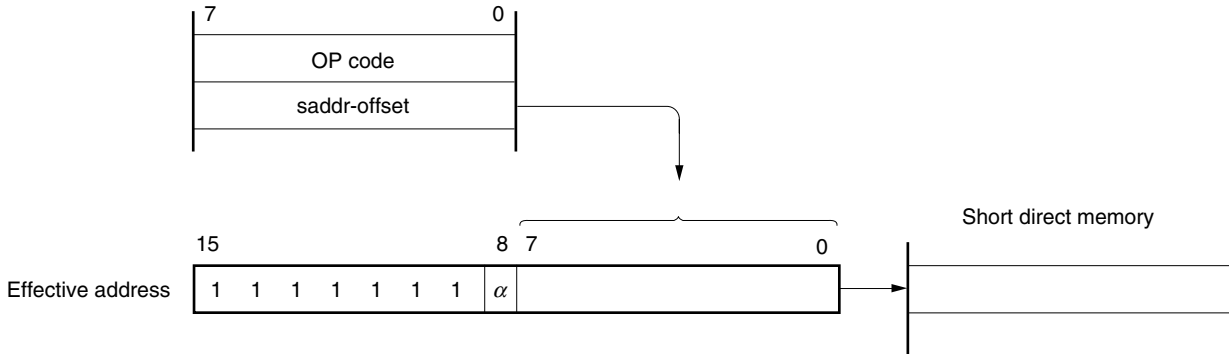 7 0
OP code
saddr-offset
Short direct memory
15 8 7 0
Effective address 1 1 1 1 1 1 1 α